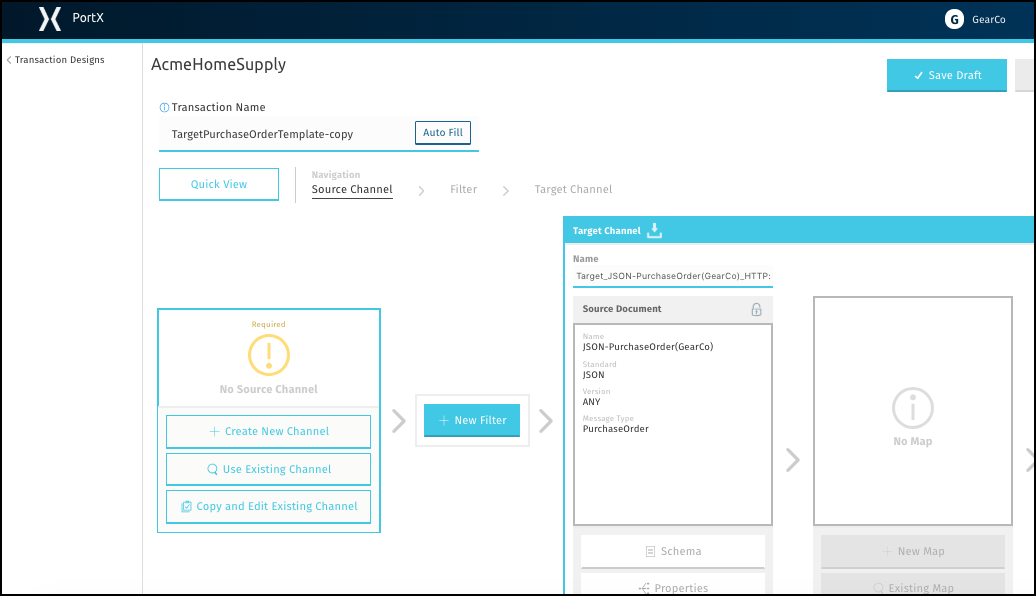 PortX
G GearCo
Transaction Designs
AcmeHomeSupply
Save Draft
Transaction Name
TargetPurchaseOrderTemplate-copy
Auto Fill
Quick View
Navigation
Source Channel
Filter
Target Channel
Target Channel
Name
Target_JSON-PurchaseOrder(GearCo)_HTTP:
Required
No Source Channel
Create New Channel
Use Existing Channel
Copy and Edit Existing Channel
New Filter
Source Document
Name
JSON-PurchaseOrder(GearCo)
Standard
JSON
Version
ANY
Message Type
PurchaseOrder
Schema
Properties
No Map
New Map
Existing Map